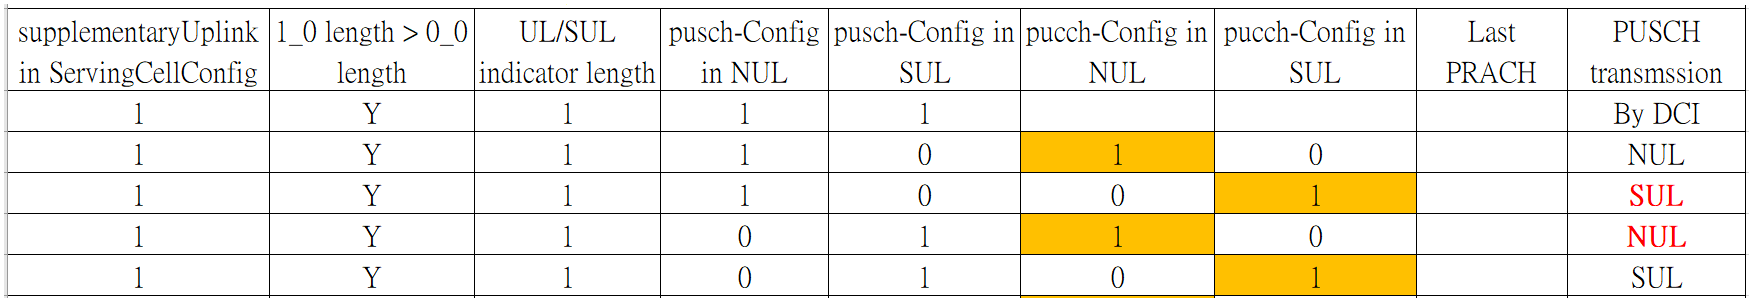 supplementaryUplink in ServingCellConfig 1_0 length > 0_0 length UL/SUL indicator length pusch-Config in NUL pusch-Config in SUL pucch-Config in NUL pucch-Config in SUL Last PRACH PUSCH transmssion
1 Y 1 1 1 By DCI
1 Y 1 1 0 1 0 NUL
1 Y 1 1 0 0 1 SUL
1 Y 1 0 1 1 0 NUL
1 Y 1 0 1 0 1 SUL